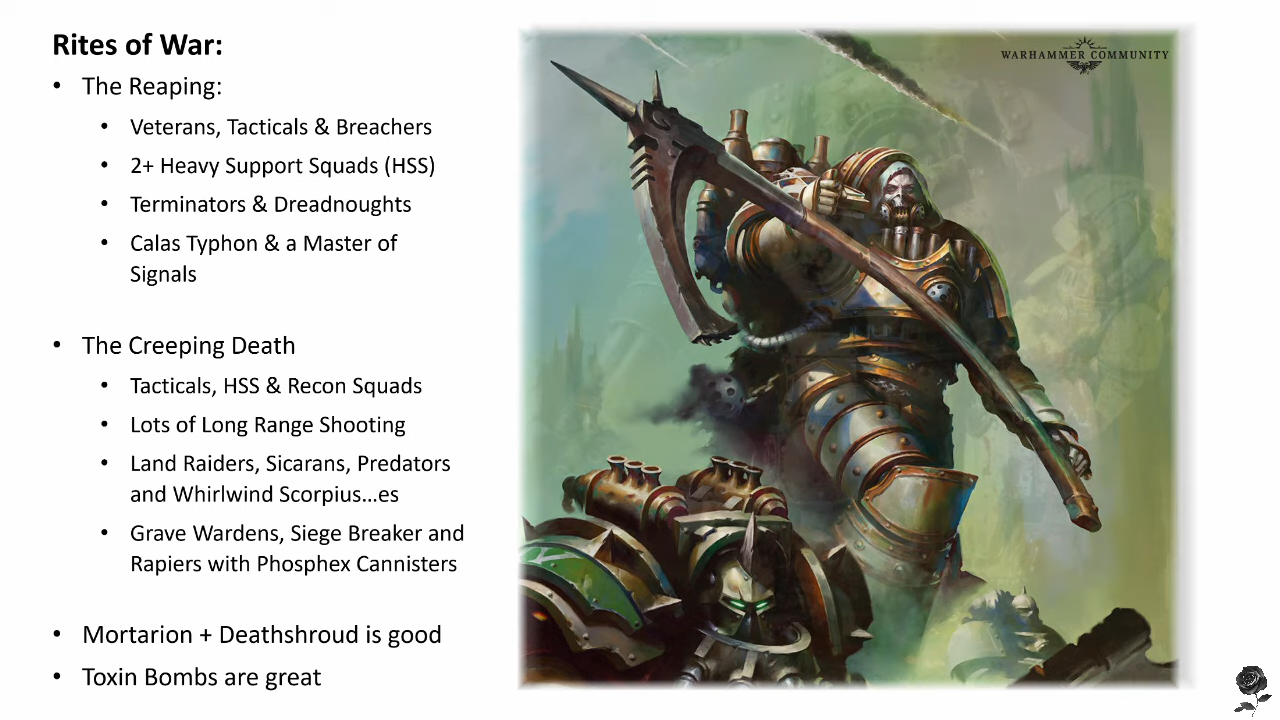 Rites of War:
• The Reaping:
• Veterans, Tacticals & Breachers
• 2+ Heavy Support Squads (HSS)
• Terminators & Dreadnoughts
• Calas Typhon & a Master of
Signals
• The Creeping Death
• Tacticals, HSS & Recon Squads
• Lots of Long Range Shooting
• Land Raiders, Sicarans, Predators
and Whirlwind Scorpius...es
• Grave Wardens, Siege Breaker and
Rapiers with Phosphex Cannisters
• Mortarion + Deathshroud is good
• Toxin Bombs are great
WARHAMMER COMMUNITY